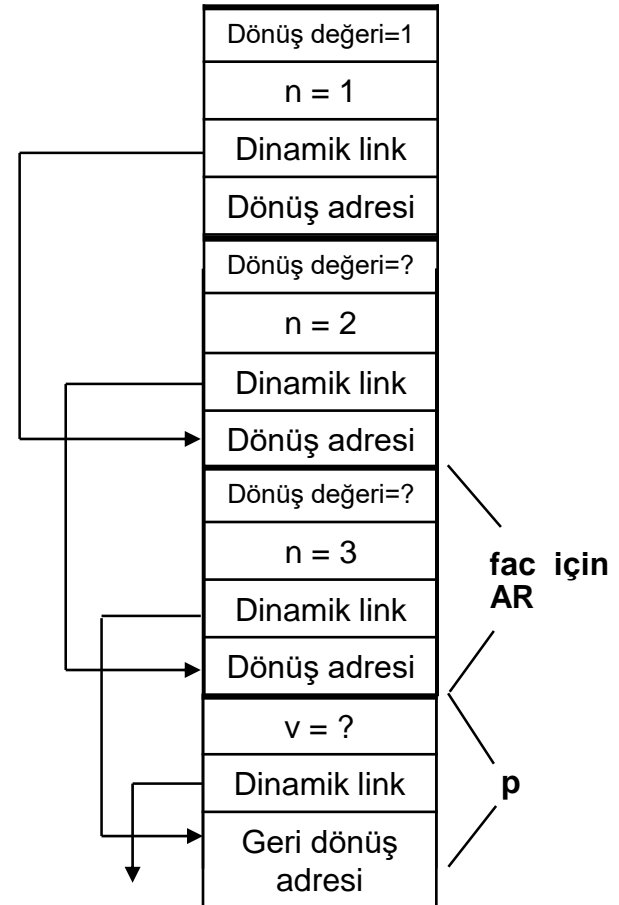 Dönüş değeri=1
n = 1
Dinamik link
Dönüş adresi
Dönüş değeri=?
n = 2
Dinamik link
Dönüş adresi
Dönüş değeri=?
n = 3
Dinamik link
Dönüş adresi
fac için
AR
v = ?
Dinamik link
p
Geri dönüş
adresi